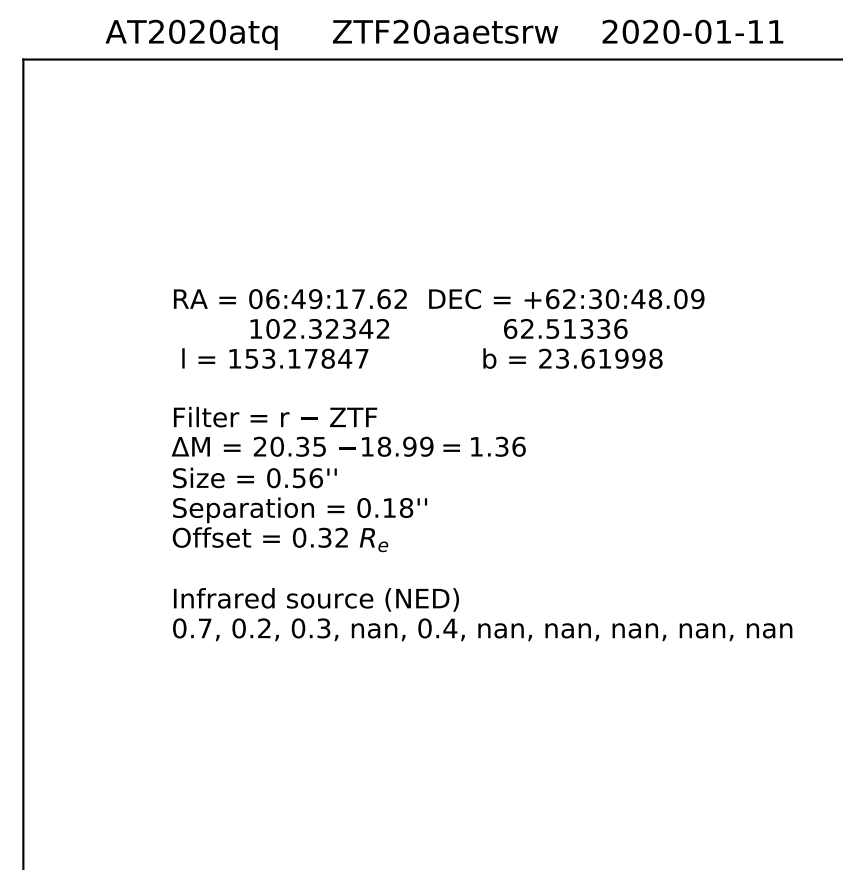 AT2020atq ZTF20aaetsrw 2020-01-11
RA = 06:49:17.62 DEC = +62:30:48.09
102.32342 62.51336
l = 153.17847 b = 23.61998
Filter = r − ZTF
ΔM = 20.35 −18.99 = 1.36
Size = 0.56''
Separation = 0.18''
Offset = 0.32 Re
Infrared source (NED)
0.7, 0.2, 0.3, nan, 0.4, nan, nan, nan, nan, nan